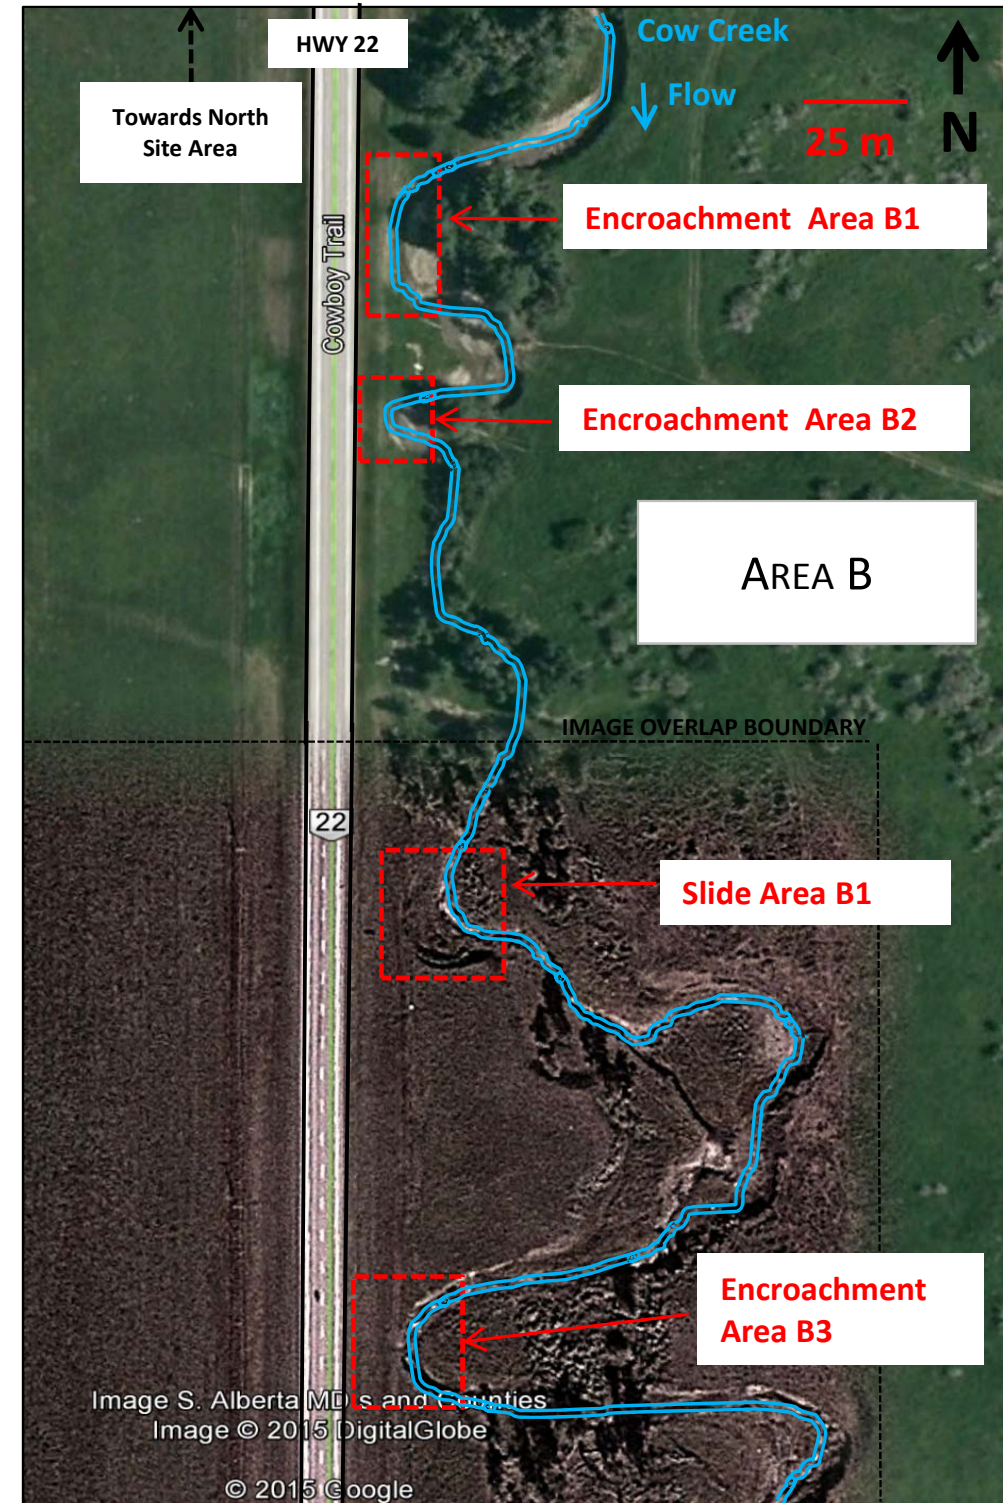 HWY 22
Cow Creek
Flow
25 m
N
Towards North
Site Area
Encroachment Area B1
Cowboy Trail
Encroachment Area B2
AREA B
IMAGE OVERLAP BOUNDARY
22
Slide Area B1
Encroachment
Area B3
Image S. Alberta MD's and Counties
Image © 2015 DigitalGlobe
© 2015 Google